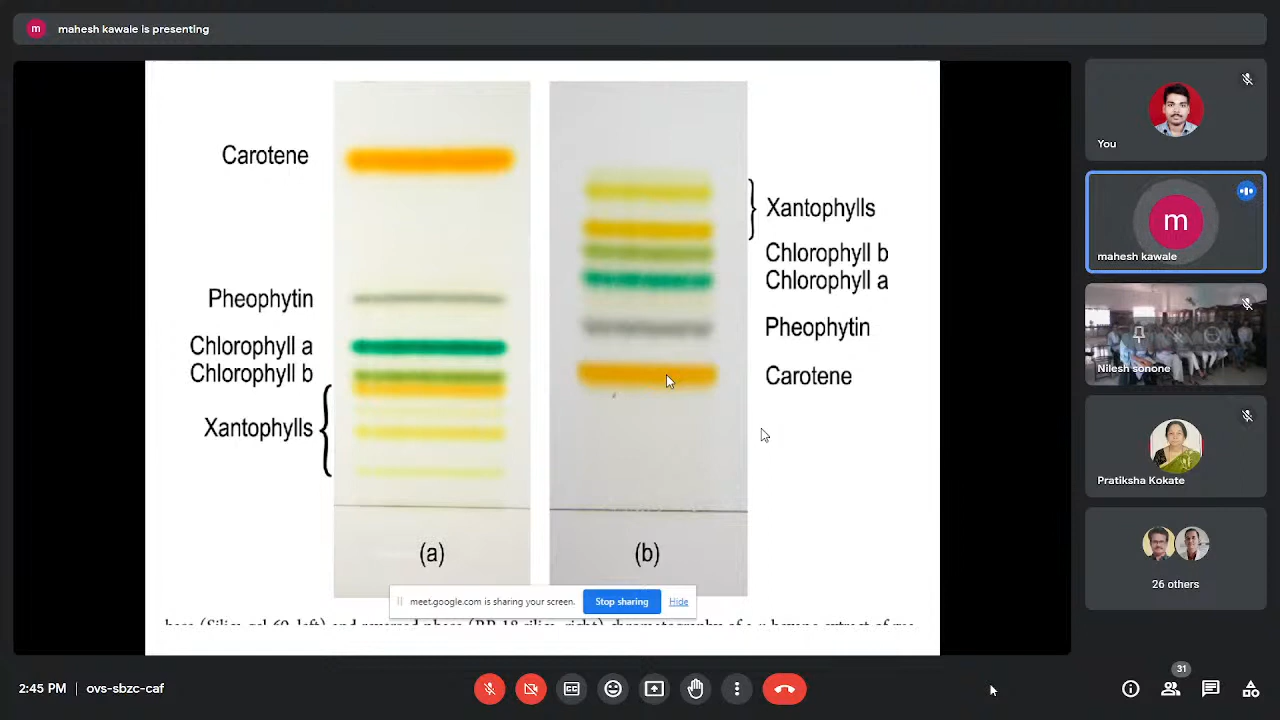 m mahesh kawale is presenting
Carotene
Pheophytin
Chlorophyll a
Chlorophyll b
Xantophylls
(a)
Xantophylls
Chlorophyll b
Chlorophyll a
Pheophytin
Carotene
(b)
meet.google.com is sharing your screen. Stop sharing Hide
You
m
mahesh kawale
Nilesh sonone
Pratiksha Kokate
26 others
2:45 PM | ovs-sbzc-caf
31